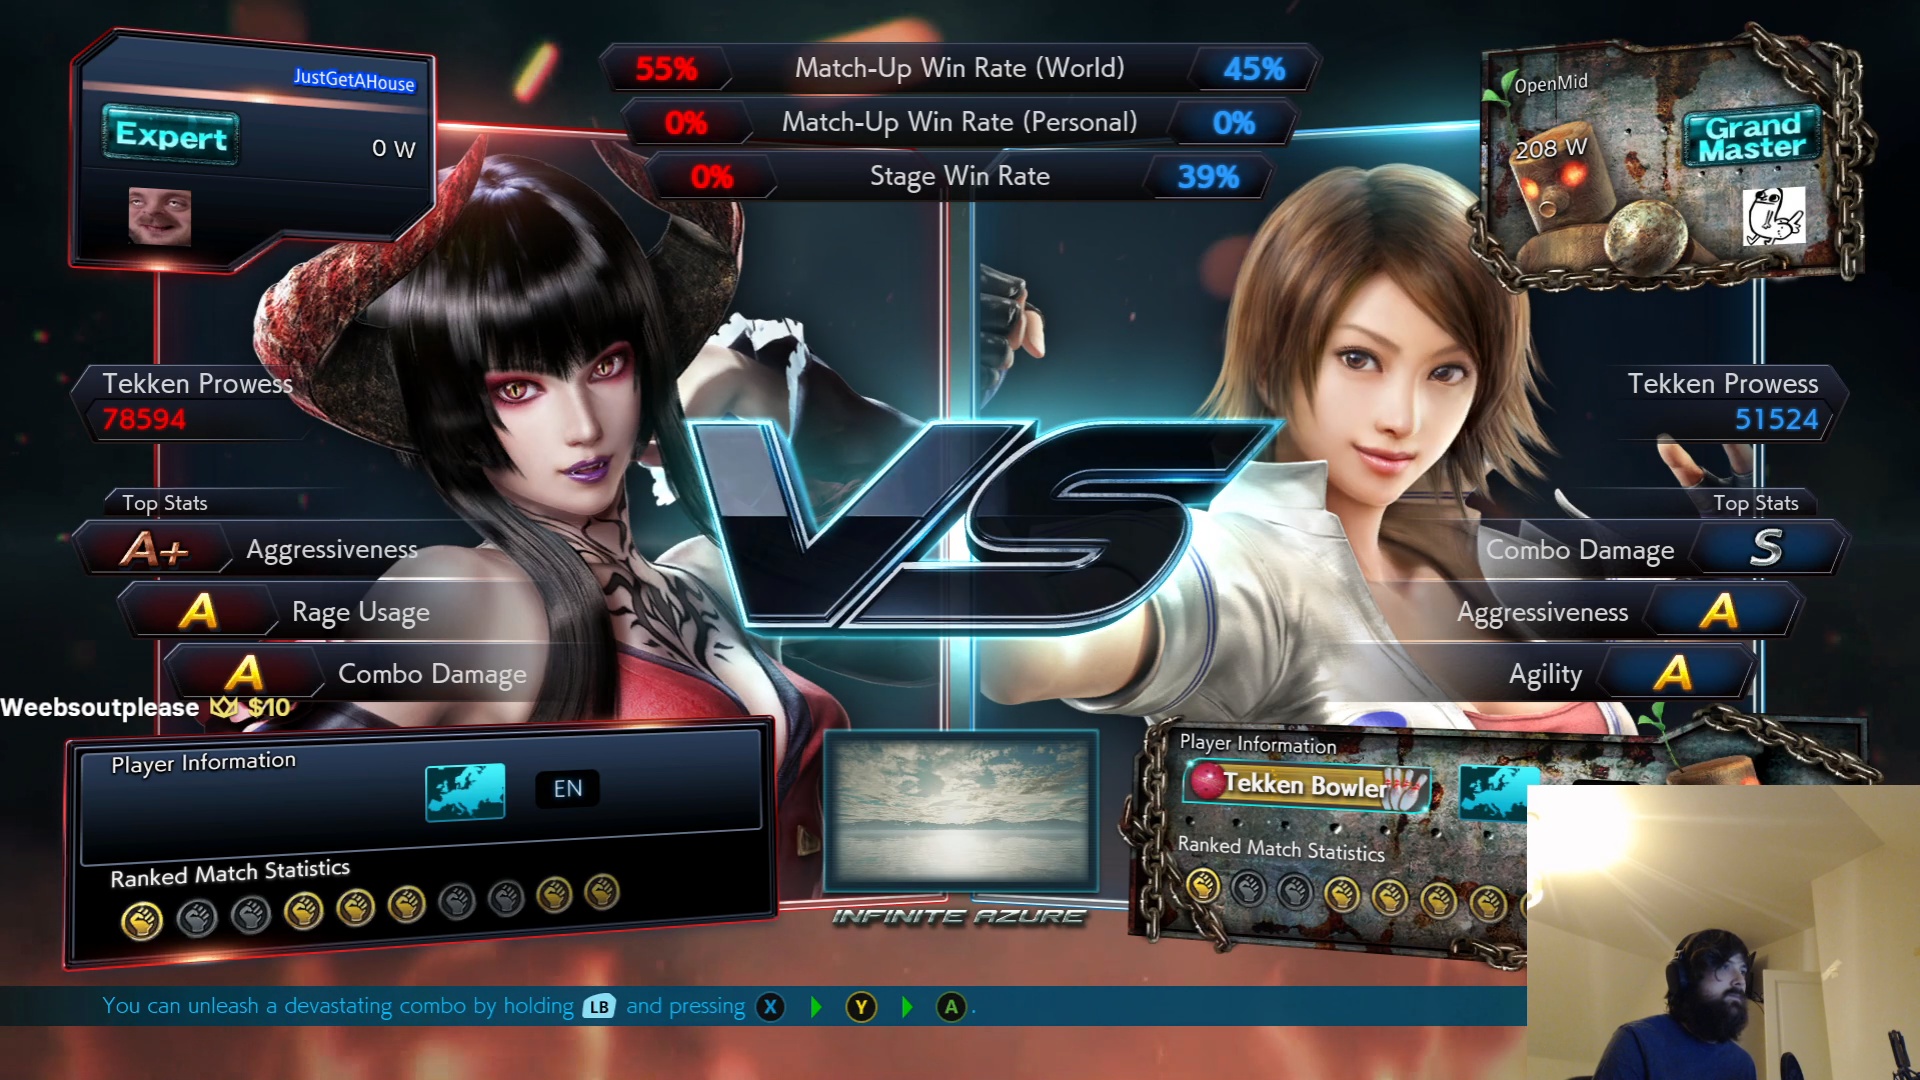 JustGetAHouse
Expert
0 W
55% Match-Up Win Rate (World) 45%
0% Match-Up Win Rate (Personal) 0%
0% Stage Win Rate 39%
OpenMid
208 W
Grand
Master
Tekken Prowess
78594
Top Stats
A+ Aggressiveness
A Rage Usage
A Combo Damage
Weebsoutplease $10
VS
Tekken Prowess
51524
Top Stats
Combo Damage S
Aggressiveness A
Agility A
Player Information
EN
Ranked Match Statistics
INFINITE AZURE
Player Information
Tekken Bowler
Ranked Match Statistics
You can unleash a devastating combo by holding LB and pressing X Y A .